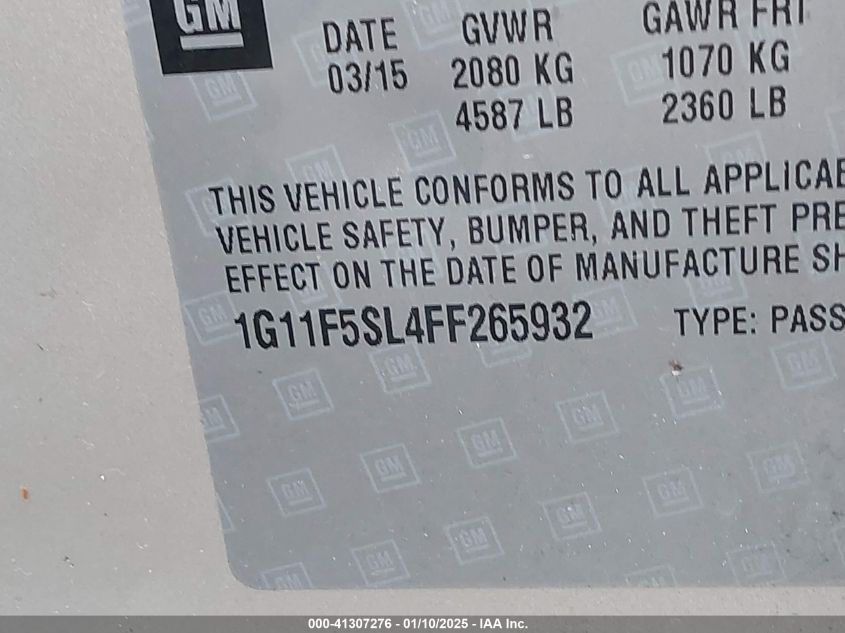 GM
DATE GVWR GAWR FRT
03/15 2080 KG 1070 KG
4587 LB 2360 LB
THIS VEHICLE CONFORMS TO ALL APPLICAB
VEHICLE SAFETY, BUMPER, AND THEFT PRE
EFFECT ON THE DATE OF MANUFACTURE SH
1G11F5SL4FF265932 TYPE: PASS
000-41307276 - 01/10/2025 - IAA Inc.